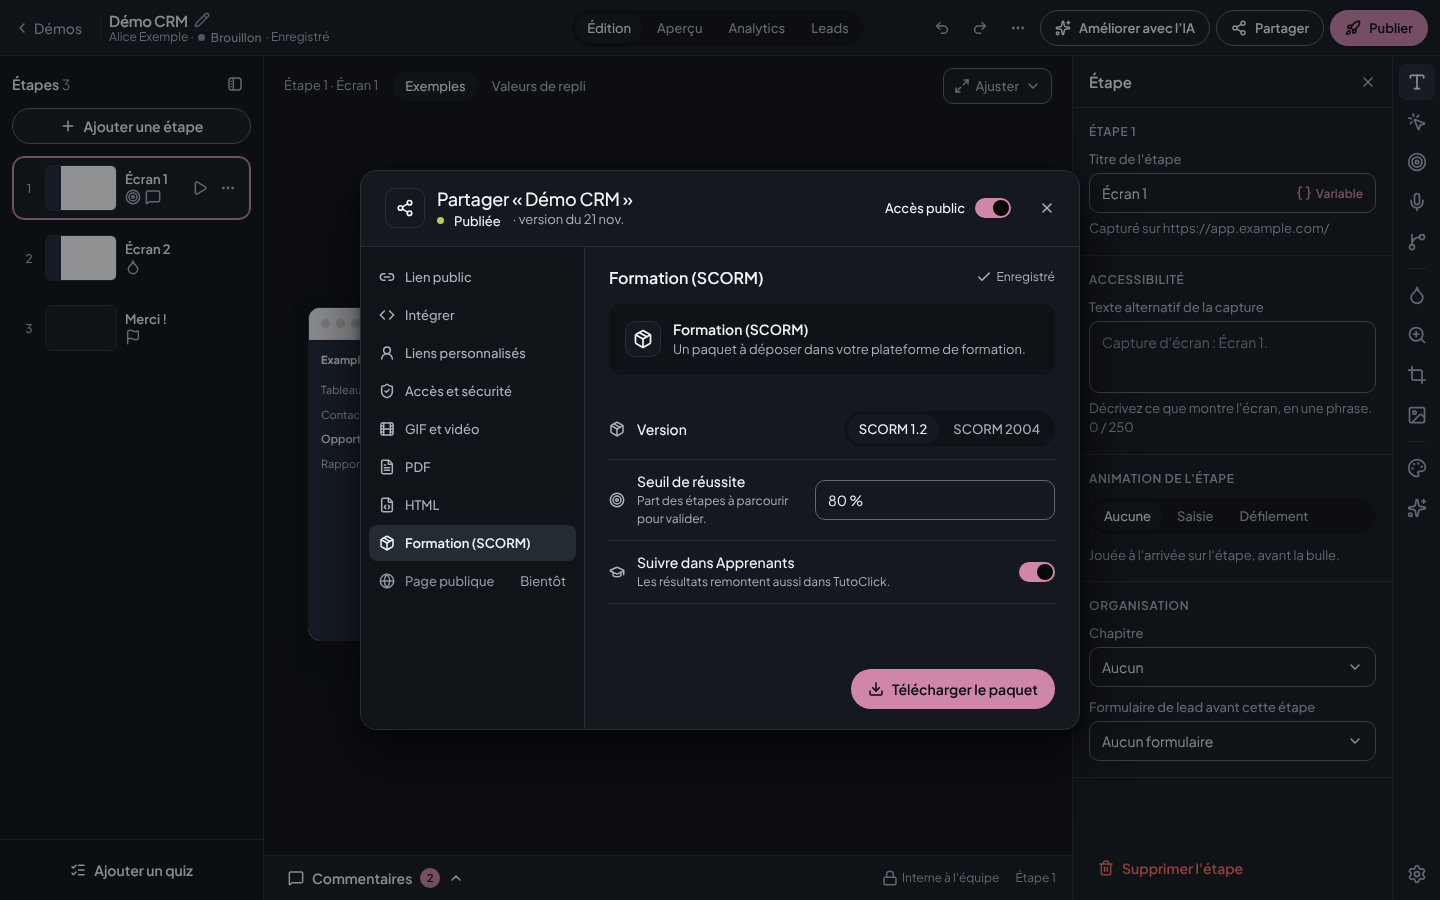 Démos
Démo CRM
Alice Exemple · Brouillon · Enregistré
Édition
Aperçu
Analytics
Leads
Améliorer avec l'IA
Partager
Publier
Étapes 3
Ajouter une étape
1
Écran 1
2
Écran 2
3
Merci !
Ajouter un quiz
Étape 1 · Écran 1
Exemples
Valeurs de repli
Ajuster
Tableau
Rappor
Partager « Démo CRM »
Publiée · version du 21 nov.
Accès public
Lien public
Intégrer
Liens personnalisés
Accès et sécurité
GIF et vidéo
PDF
HTML
Formation (SCORM)
Page publique
Bientôt
Formation (SCORM)
Enregistré
Formation (SCORM)
Un paquet à déposer dans votre plateforme de formation.
Version
SCORM 1.2
SCORM 2004
Seuil de réussite
Part des étapes à parcourir
pour valider.
80 %
Suivre dans Apprenants
Les résultats remontent aussi dans TutoClick.
Télécharger le paquet
Commentaires 2
Interne à l'équipe
Étape 1
Étape
ÉTAPE 1
Titre de l'étape
Écran 1
{ } Variable
Capturé sur https://app.example.com/
ACCESSIBILITÉ
Texte alternatif de la capture
Capture d'écran : Écran 1.
Décrivez ce que montre l'écran, en une phrase.
0 / 250
ANIMATION DE L'ÉTAPE
Aucune
Saisie
Défilement
Jouée à l'arrivée sur l'étape, avant la bulle.
ORGANISATION
Chapitre
Aucun
Formulaire de lead avant cette étape
Aucun formulaire
Supprimer l'étape